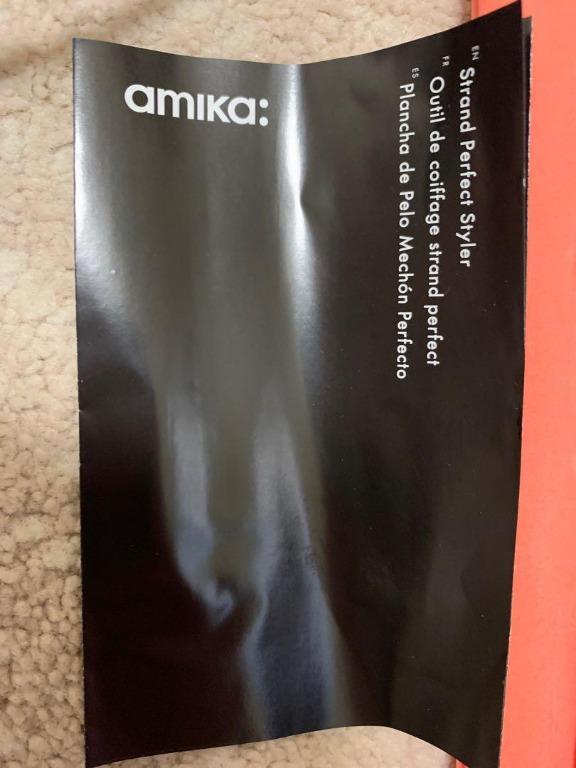 amika:
EN Strand Perfect Styler
FR Outil de coiffage strand perfect
ES Plancha de Pelo Mechón Perfecto